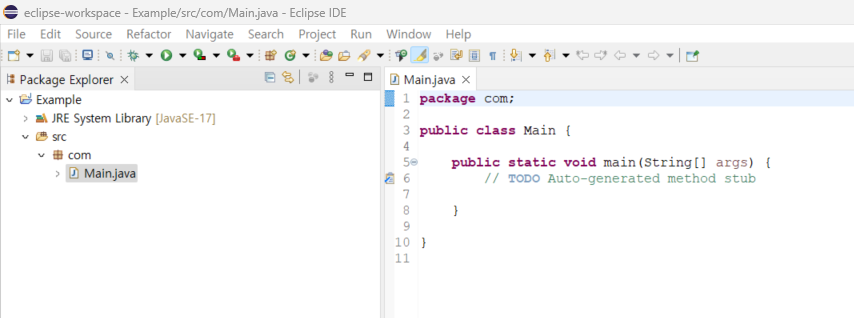 eclipse-workspace - Example/src/com/Main.java - Eclipse IDE
File Edit Source Refactor Navigate Search Project Run Window Help
Package Explorer
Example
JRE System Library [JavaSE-17]
src
com
Main.java
Main.java
1 package com;
2
3 public class Main {
4
5 public static void main(String[] args) {
6 // TODO Auto-generated method stub
7
8 }
9
10 }
11